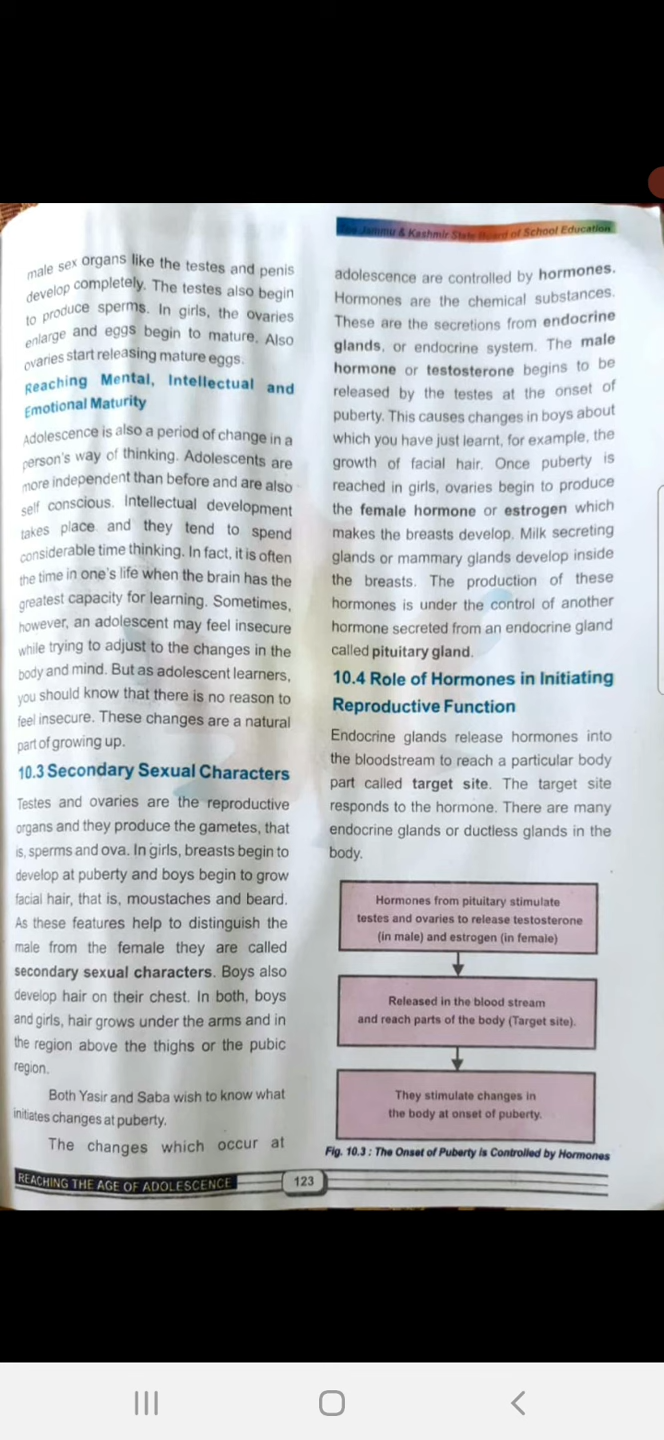 male sex organs like the testes and penis
develop completely. The testes also begin
to produce sperms. In girls, the ovaries
enlarge and eggs begin to mature. Also
ovaries start releasing mature eggs.
Reaching Mental, Intellectual and
Emotional Maturity
Adolescence is also a period of change in a
person's way of thinking. Adolescents are
more independent than before and are also
self conscious. Intellectual development
takes place and they tend to spend
considerable time thinking. In fact, it is often
the time in one's life when the brain has the
greatest capacity for learning. Sometimes,
however, an adolescent may feel insecure
while trying to adjust to the changes in the
body and mind. But as adolescent learners,
you should know that there is no reason to
feel insecure. These changes are a natural
part of growing up.
10.3 Secondary Sexual Characters
Testes and ovaries are the reproductive
organs and they produce the gametes, that
is, sperms and ova. In girls, breasts begin to
develop at puberty and boys begin to grow
facial hair, that is, moustaches and beard.
As these features help to distinguish the
male from the female they are called
secondary sexual characters. Boys also
develop hair on their chest. In both, boys
and girls, hair grows under the arms and in
the region above the thighs or the pubic
region.
Both Yasir and Saba wish to know what
initiates changes at puberty.
The changes which occur at
REACHING THE AGE OF ADOLESCENCE
123
The Jammu & Kashmir State Board of School Education
adolescence are controlled by hormones.
Hormones are the chemical substances.
These are the secretions from endocrine
glands, or endocrine system. The male
hormone or testosterone begins to be
released by the testes at the onset of
puberty. This causes changes in boys about
which you have just learnt, for example, the
growth of facial hair. Once puberty is
reached in girls, ovaries begin to produce
the female hormone or estrogen which
makes the breasts develop. Milk secreting
glands or mammary glands develop inside
the breasts. The production of these
hormones is under the control of another
hormone secreted from an endocrine gland
called pituitary gland.
10.4 Role of Hormones in Initiating
Reproductive Function
Endocrine glands release hormones into
the bloodstream to reach a particular body
part called target site. The target site
responds to the hormone. There are many
endocrine glands or ductless glands in the
body.
Hormones from pituitary stimulate
testes and ovaries to release testosterone
(in male) and estrogen (in female)
Released in the blood stream
and reach parts of the body (Target site).
They stimulate changes in
the body at onset of puberty.
Fig. 10.3 : The Onset of Puberty is Controlled by Hormones